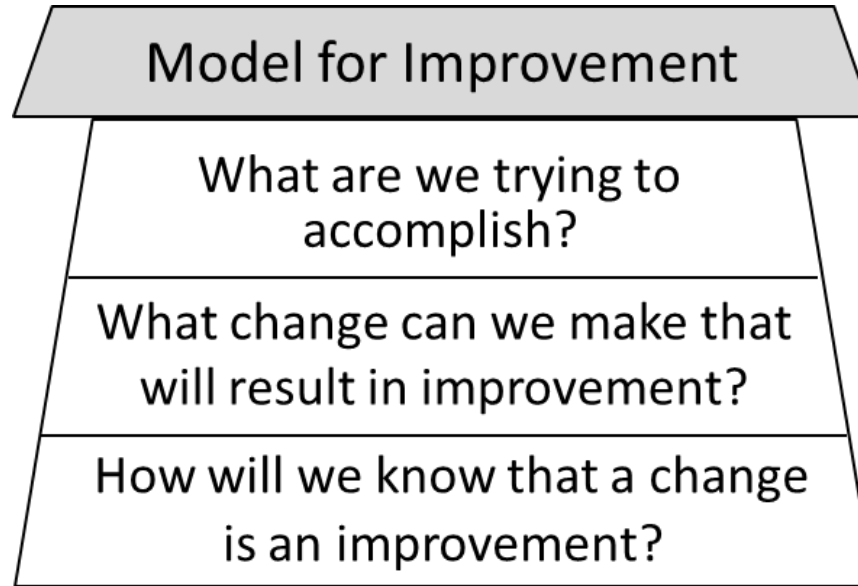 Model for Improvement
What are we trying to
accomplish?
What change can we make that
will result in improvement?
How will we know that a change
is an improvement?